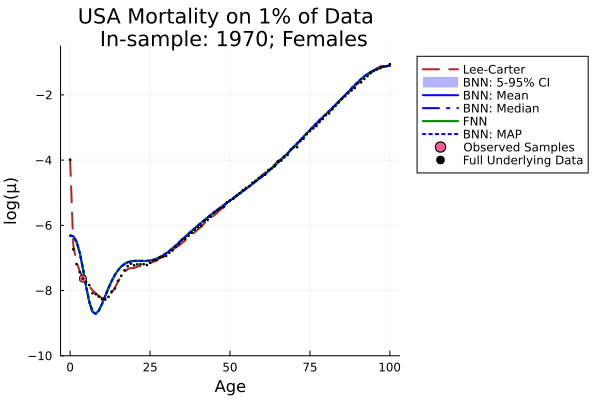 USA Mortality on 1% of Data
In-sample: 1970; Females
log(μ)
−2
−4
−6
−8
−10
0
25
50
75
100
Age
Lee-Carter
BNN: 5-95% CI
BNN: Mean
BNN: Median
FNN
BNN: MAP
Observed Samples
Full Underlying Data